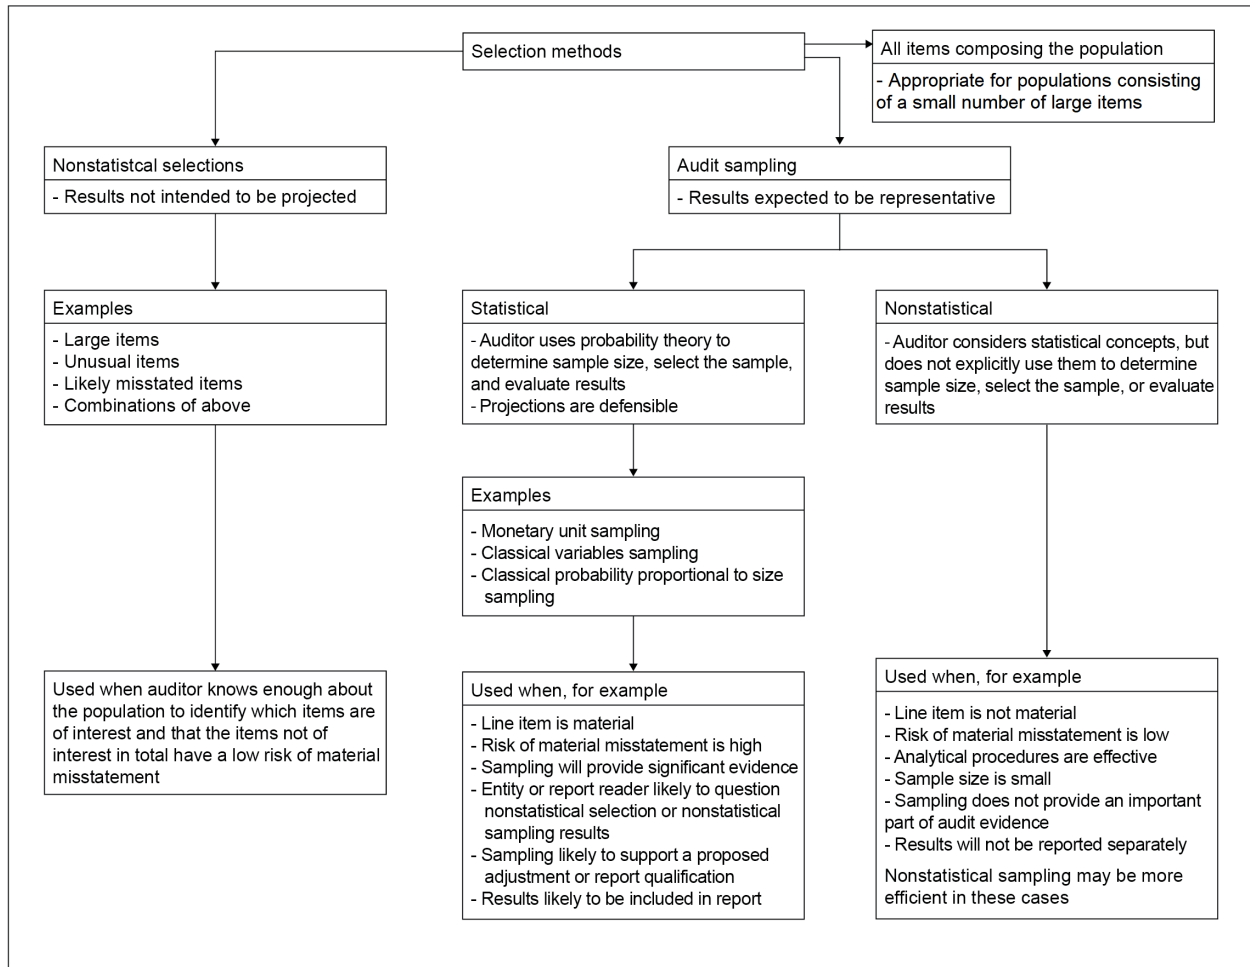 Selection methods
All items composing the population
- Appropriate for populations consisting
of a small number of large items
Nonstatistcal selections
- Results not intended to be projected
Audit sampling
- Results expected to be representative
Examples
- Large items
- Unusual items
- Likely misstated items
- Combinations of above
Statistical
- Auditor uses probability theory to
determine sample size, select the sample,
and evaluate results
- Projections are defensible
Nonstatistical
- Auditor considers statistical concepts, but
does not explicitly use them to determine
sample size, select the sample, or evaluate
results
Examples
- Monetary unit sampling
- Classical variables sampling
- Classical probability proportional to size
sampling
Used when auditor knows enough about
the population to identify which items are
of interest and that the items not of
interest in total have a low risk of material
misstatement
Used when, for example
- Line item is material
- Risk of material misstatement is high
- Sampling will provide significant evidence
- Entity or report reader likely to question
nonstatistical selection or nonstatistical
sampling results
- Sampling likely to support a proposed
adjustment or report qualification
- Results likely to be included in report
Used when, for example
- Line item is not material
- Risk of material misstatement is low
- Analytical procedures are effective
- Sample size is small
- Sampling does not provide an important
part of audit evidence
- Results will not be reported separately
Nonstatistical sampling may be more
efficient in these cases